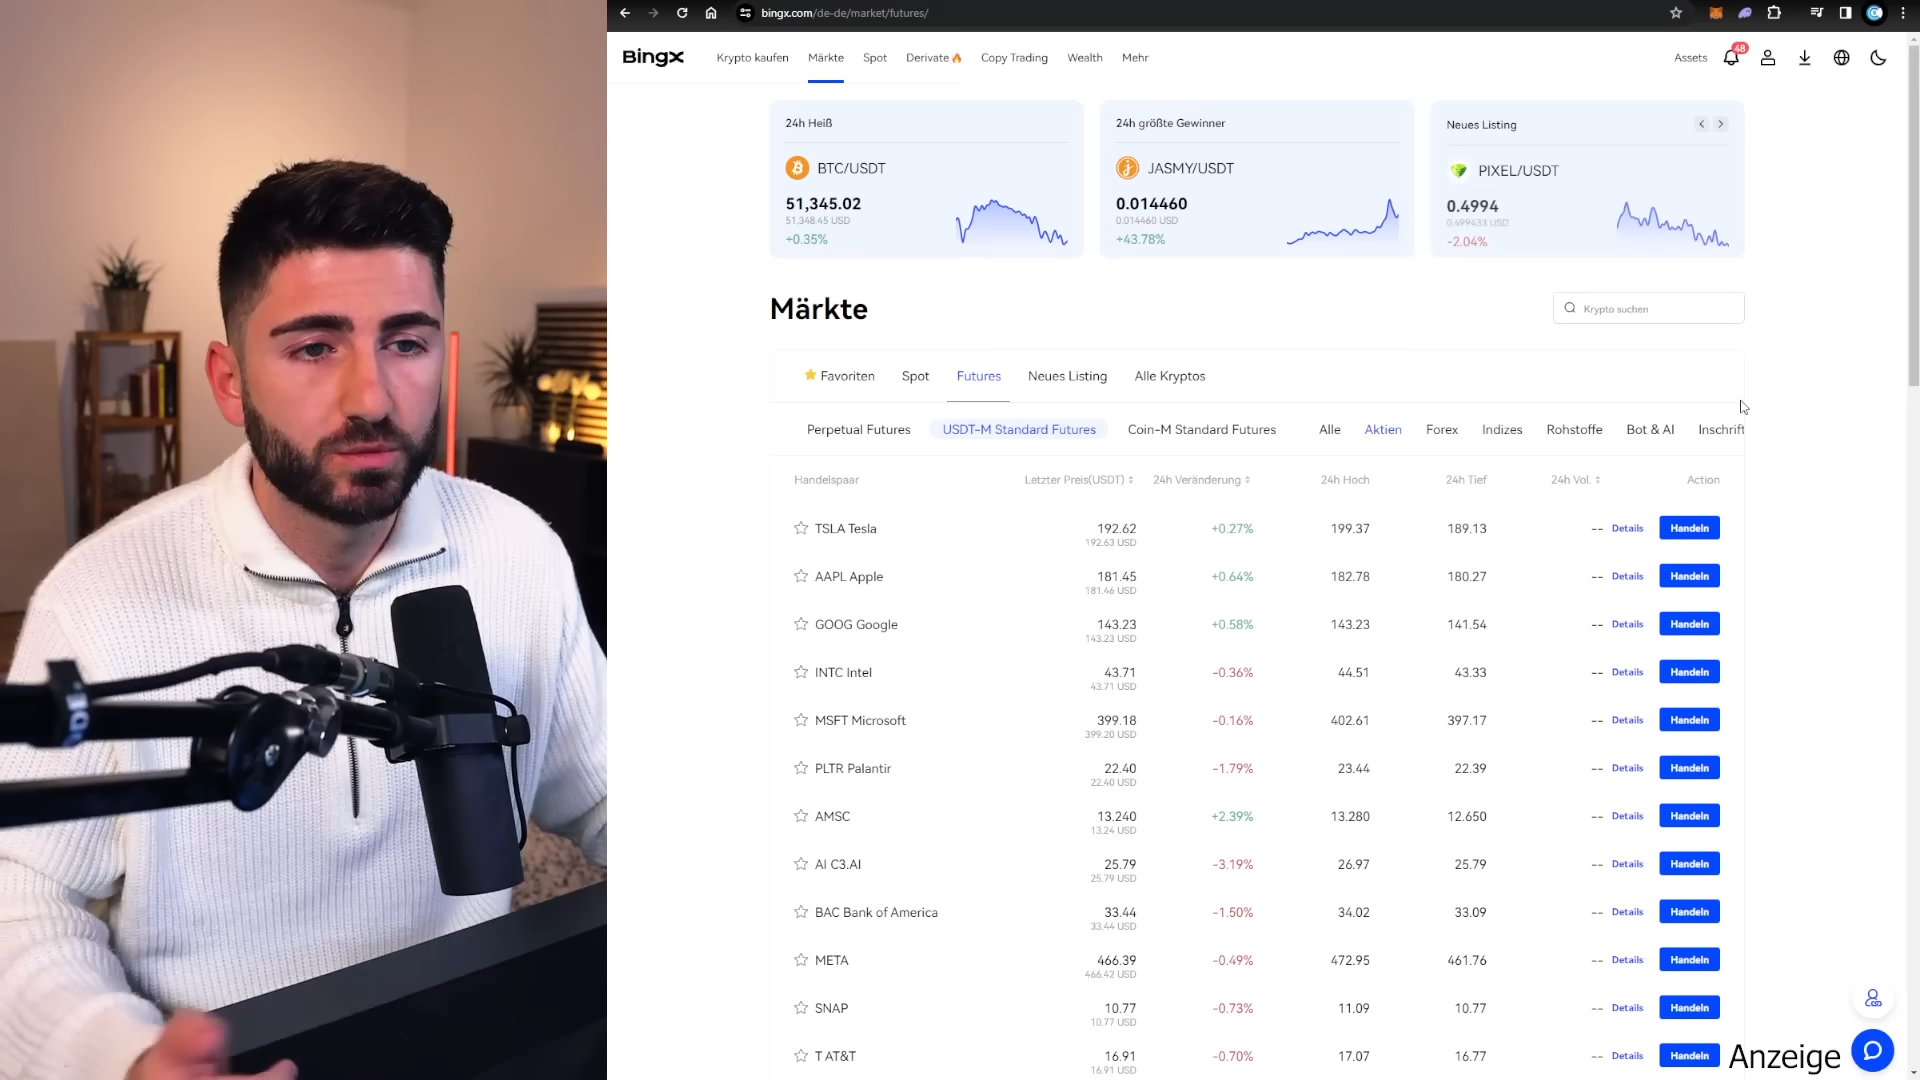 bingx.com/de-de/market/futures/
BingX Krypto kaufen Märkte Spot Derivate Copy Trading Wealth Mehr Assets 48
24h Heiß
BTC/USDT
51,345.02
51,348.45 USD
+0.35%
24h größte Gewinner
JASMY/USDT
0.014460
0.014460 USD
+43.78%
Neues Listing
PIXEL/USDT
0.4994
0.499433 USD
-2.04%
Märkte
Krypto suchen
Favoriten Spot Futures Neues Listing Alle Kryptos
Perpetual Futures USDT-M Standard Futures Coin-M Standard Futures Alle Aktien Forex Indizes Rohstoffe Bot & AI Inschrift
Handelspaar Letzter Preis(USDT) 24h Veränderung 24h Hoch 24h Tief 24h Vol. Action
TSLA Tesla 192.62 +0.27% 199.37 189.13 -- Details Handeln
192.63 USD
AAPL Apple 181.45 +0.64% 182.78 180.27 -- Details Handeln
181.46 USD
GOOG Google 143.23 +0.58% 143.23 141.54 -- Details Handeln
143.23 USD
INTC Intel 43.71 -0.36% 44.51 43.33 -- Details Handeln
43.71 USD
MSFT Microsoft 399.18 -0.16% 402.61 397.17 -- Details Handeln
399.20 USD
PLTR Palantir 22.40 -1.79% 23.44 22.39 -- Details Handeln
22.40 USD
AMSC 13.240 +2.39% 13.280 12.650 -- Details Handeln
13.24 USD
AI C3.AI 25.79 -3.19% 26.97 25.79 -- Details Handeln
25.79 USD
BAC Bank of America 33.44 -1.50% 34.02 33.09 -- Details Handeln
33.44 USD
META 466.39 -0.49% 472.95 461.76 -- Details Handeln
466.42 USD
SNAP 10.77 -0.73% 11.09 10.77 -- Details Handeln
10.77 USD
T AT&T 16.91 -0.70% 17.07 16.77 -- Details Handeln
16.91 USD
Anzeige